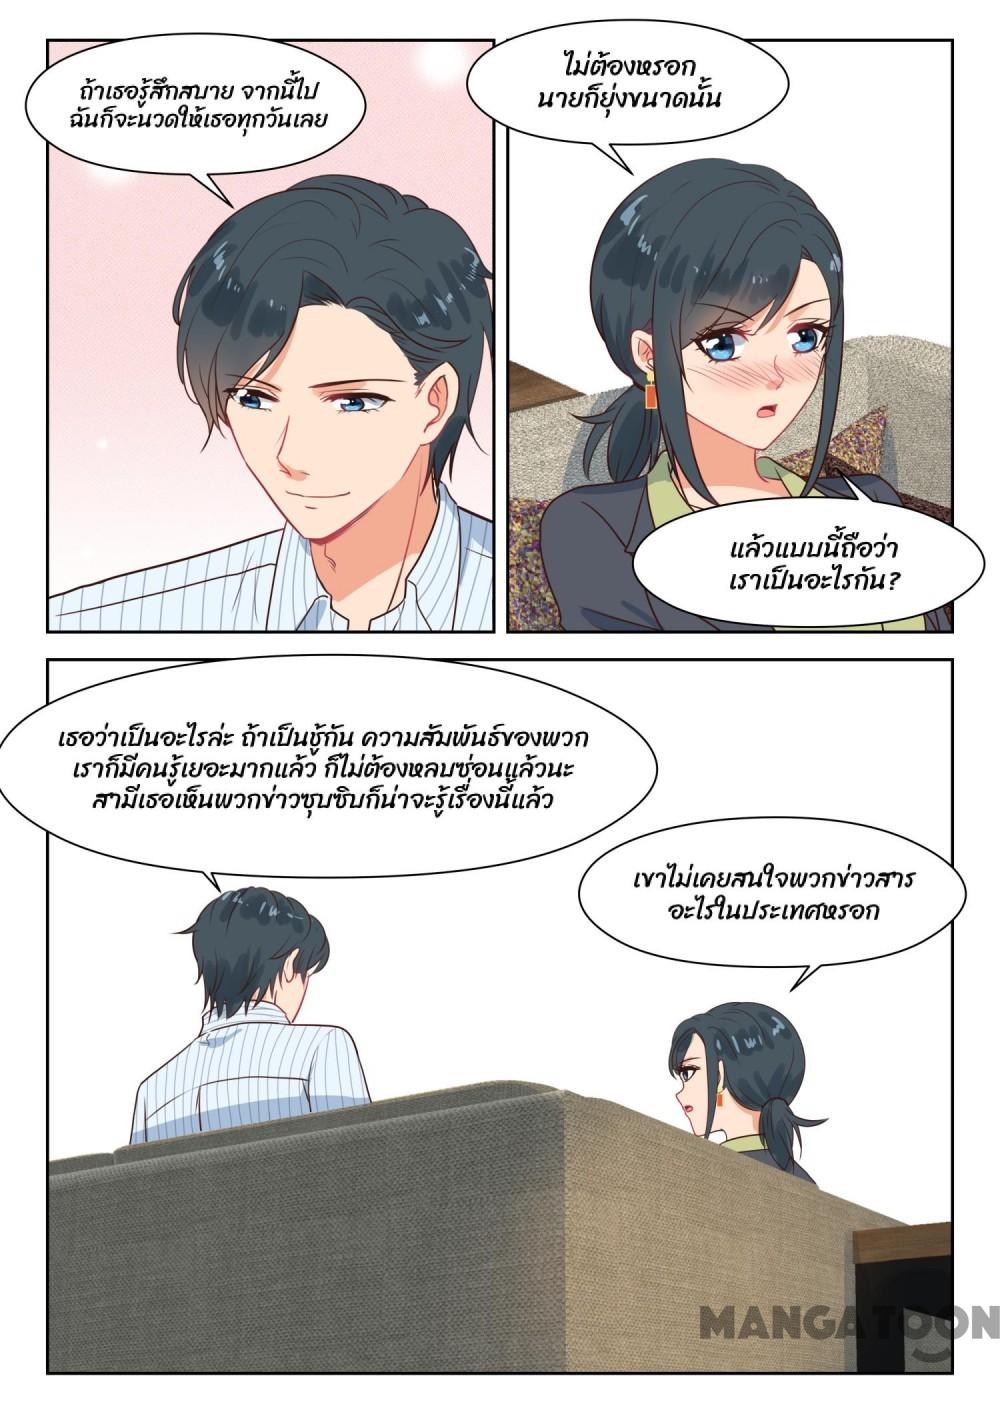 ถ้าเธอรู้สึกสบาย จากนี้ไป
ฉันก็จะนวดให้เธอทุกวันเลย
ไม่ต้องหรอก
นายก็ยุ่งขนาดนั้น
แล้วแบบนี้ถือว่า
เราเป็นอะไรกัน?
เธอว่าเป็นอะไรล่ะ ถ้าเป็นชู้กัน ความสัมพันธ์ของพวก
เราก็มีคนรู้เยอะมากแล้ว ก็ไม่ต้องหลบซ่อนแล้วนะ
สามีเธอเห็นพวกข่าวซุบซิบก็น่าจะรู้เรื่องนี้แล้ว
เขาไม่เคยสนใจพวกข่าวสาร
อะไรในประเทศหรอก
MANGATOON